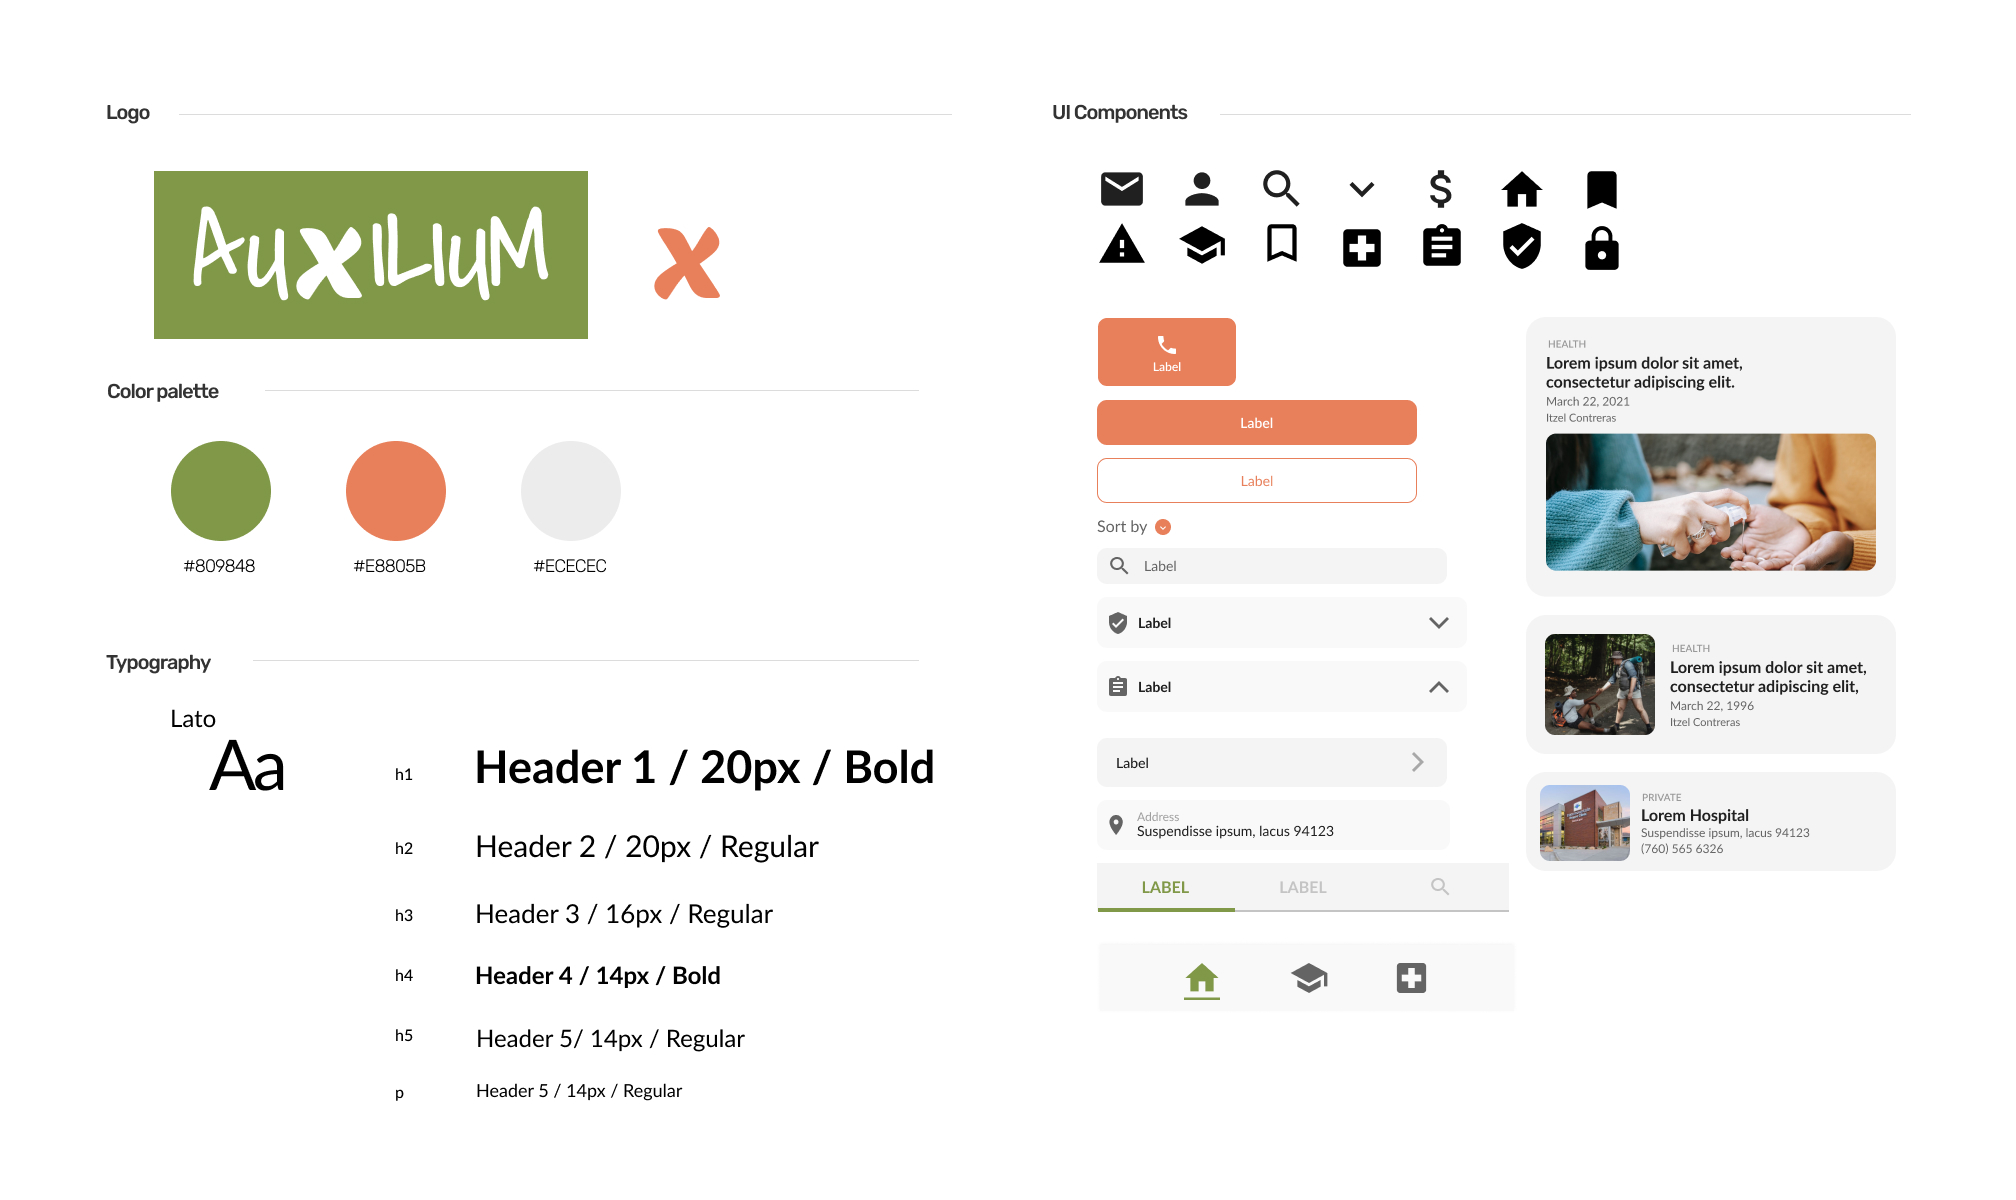 Logo
AuXILIuM
X
Color palette
#809848
#E8805B
#ECECEC
Typography
Lato
Aa
h1
Header 1 / 20px / Bold
h2
Header 2 / 20px / Regular
h3
Header 3 / 16px / Regular
h4
Header 4 / 14px / Bold
h5
Header 5/ 14px / Regular
p
Header 5 / 14px / Regular
UI Components
Label
Label
Label
Sort by
Label
Label
Label
Label
Address
Suspendisse ipsum, lacus 94123
LABEL
LABEL
HEALTH
Lorem ipsum dolor sit amet,
consectetur adipiscing elit.
March 22, 2021
Itzel Contreras
HEALTH
Lorem ipsum dolor sit amet,
consectetur adipiscing elit,
March 22, 1996
Itzel Contreras
PRIVATE
Lorem Hospital
Suspendisse ipsum, lacus 94123
(760) 565 6326